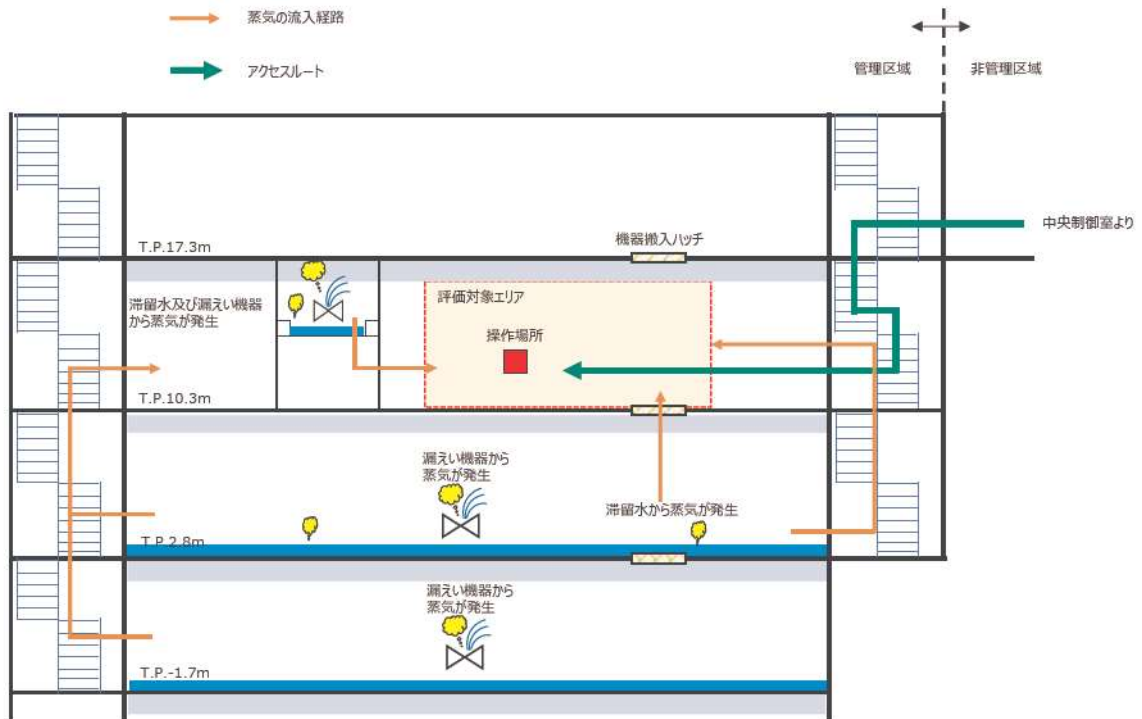 蒸気の流入経路
アクセスルート
管理区域
非管理区域
中央制御室より
T.P.17.3m
機器搬入ハッチ
滞留水及び漏えい機器
から蒸気が発生
評価対象エリア
操作場所
T.P.10.3m
漏えい機器から
蒸気が発生
滞留水から蒸気が発生
T.P.2.8m
漏えい機器から
蒸気が発生
T.P.-1.7m